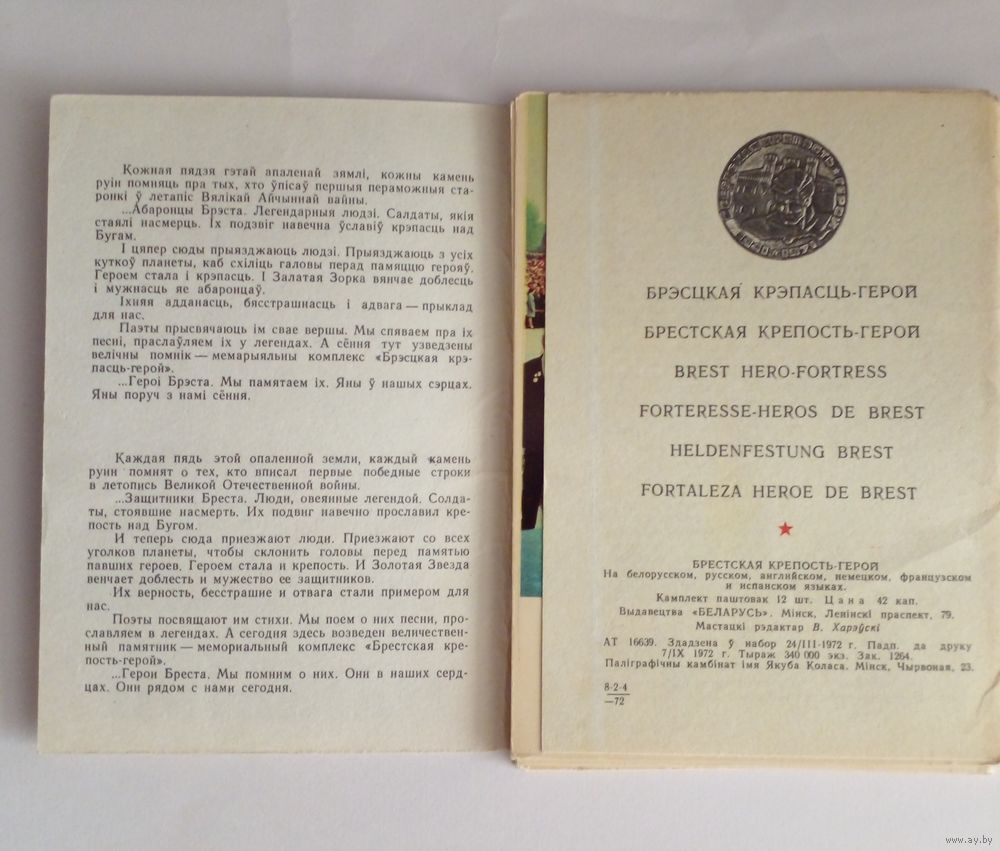 Кожная пядзя гэтай апаленай зямлі, кожны камень
руін помняць пра тых, хто ўпісаў першыя пераможныя ста-
ронкі ў летапіс Вялікай Айчыннай вайны.
...Абаронцы Брэста. Легендарныя людзі. Салдаты, якія
стаялі насмерць. Іх подзвіг навечна ўславіў крэпасць над
Бугам.
І цяпер сюды прыязджаюць людзі. Прыязджаюць з усіх
куткоў планеты, каб схіліць галовы перад памяццю герояў.
Героем стала і крэпасць. І Залатая Зорка вянчае доблесць
і мужнасць яе абаронцаў.
Іхняя адданасць, бясстрашнасць і адвага — прыклад
для нас.
Паэты прысвячаюць ім свае вершы. Мы спяваем пра іх
песні, праслаўляем іх у легендах. А сёння тут узведзены
велічны помнік — мемарыяльны комплекс «Брэсцкая крэ-
пасць-герой».
...Героі Брэста. Мы памятаем іх. Яны ў нашых сэрцах.
Яны поруч з намі сёння.
Каждая пядь этой опаленной земли, каждый камень
руин помнят о тех, кто вписал первые победные строки
в летопись Великой Отечественной войны.
...Защитники Бреста. Люди, овеянные легендой. Солда-
ты, стоявшие насмерть. Их подвиг навечно прославил кре-
пость над Бугом.
И теперь сюда приезжают люди. Приезжают со всех
уголков планеты, чтобы склонить головы перед памятью
павших героев. Героем стала и крепость. И Золотая Звезда
венчает доблесть и мужество ее защитников.
Их верность, бесстрашие и отвага стали примером для
нас.
Поэты посвящают им стихи. Мы поем о них песни, про-
славляем в легендах. А сегодня здесь возведен величествен-
ный памятник — мемориальный комплекс «Брестская кре-
пость-герой».
...Герои Бреста. Мы помним о них. Они в наших серд-
цах. Они рядом с нами сегодня.
БРЭСЦКАЯ КРЭПАСЦЬ-ГЕРОЙ
БРЕСТСКАЯ КРЕПОСТЬ-ГЕРОЙ
BREST HERO-FORTRESS
FORTERESSE-HEROS DE BREST
HELDENFESTUNG BREST
FORTALEZA HEROE DE BREST
БРЕСТСКАЯ КРЕПОСТЬ-ГЕРОЙ
На белорусском, русском, английском, немецком, французском
и испанском языках.
Камплект паштовак 12 шт. Цана 42 кап.
Выдавецтва «БЕЛАРУСЬ». Мінск, Ленінскі праспект, 79.
Мастацкі рэдактар В. Харэўскі
АТ 16639. Здадзена ў набор 24/III-1972 г. Падп. да друку
7/IX 1972 г. Тыраж 340 000 экз. Зак. 1264.
Паліграфічны камбінат імя Якуба Коласа. Мінск, Чырвоная, 23.
8-2-4
—72
www.ay.by